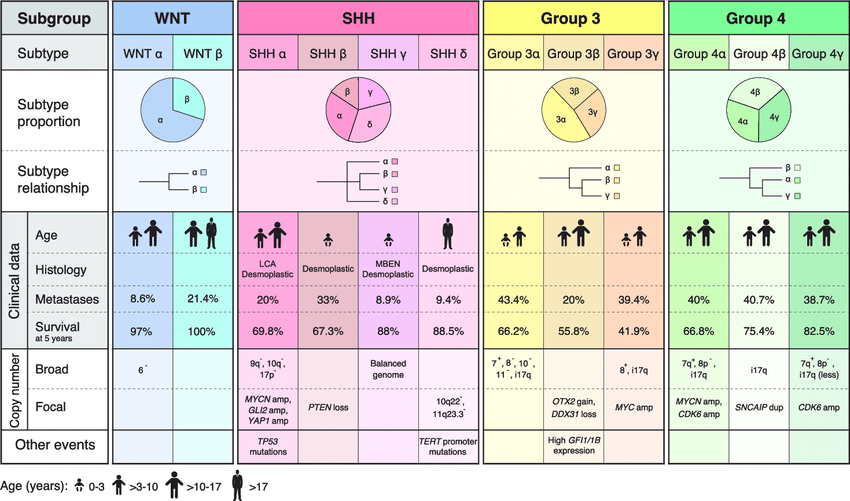 Subgroup WNT SHH Group 3 Group 4
Subtype WNT α WNT β SHH α SHH β SHH γ SHH δ Group 3α Group 3β Group 3γ Group 4α Group 4β Group 4γ
Subtype
proportion
α β
α β γ δ
3α 3β 3γ
4α 4β 4γ
Subtype
relationship
α
β
α
β
γ
δ
α
β
γ
β
α
γ
Clinical data
Age
Histology
LCA
Desmoplastic
Desmoplastic
MBEN
Desmoplastic
Desmoplastic
Metastases 8.6% 21.4% 20% 33% 8.9% 9.4% 43.4% 20% 39.4% 40% 40.7% 38.7%
Survival
at 5 years
97% 100% 69.8% 67.3% 88% 88.5% 66.2% 55.8% 41.9% 66.8% 75.4% 82.5%
Copy number
Broad
6⁻
9q⁻, 10q⁻,
17p⁻
Balanced
genome
7⁺, 8⁻, 10⁻,
11⁻, i17q
8⁺, i17q
7q⁺, 8p⁻,
i17q
i17q
7q⁺, 8p⁻,
i17q (less)
Focal
MYCN amp,
GLI2 amp,
YAP1 amp
PTEN loss
10q22⁻,
11q23.3⁻
OTX2 gain,
DDX31 loss
MYC amp
MYCN amp,
CDK6 amp
SNCAIP dup
CDK6 amp
Other events
TP53
mutations
TERT promoter
mutations
High GFI1/1B
expression
Age (years): 0-3 >3-10 >10-17 >17